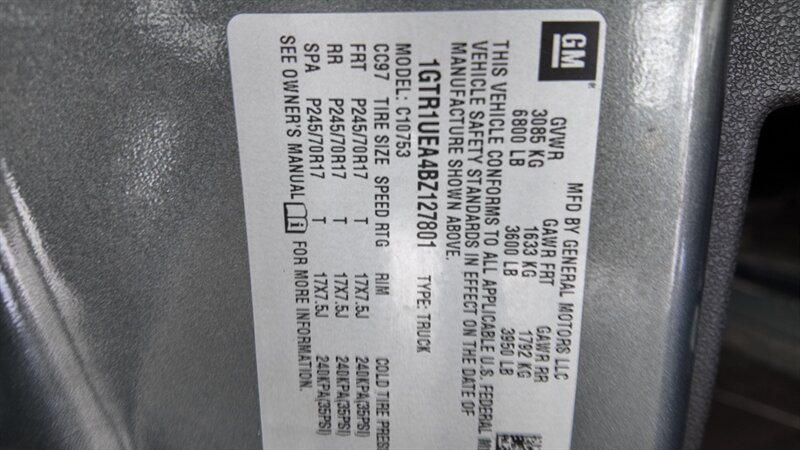 GM
MFD BY GENERAL MOTORS LLC
GVWR GAWR FRT GAWR RR
3085 KG 1633 KG 1792 KG
6800 LB 3600 LB 3950 LB
THIS VEHICLE CONFORMS TO ALL APPLICABLE U.S. FEDERAL
VEHICLE SAFETY STANDARDS IN EFFECT ON THE DATE OF
MANUFACTURE SHOWN ABOVE.
1GTR1UEA4BZ127801 TYPE: TRUCK
MODEL: C10753
CC97 TIRE SIZE SPEED RTG RIM COLD TIRE PRESS
FRT P245/70R17 T 17X7.5J 240KPA(35PSI)
RR P245/70R17 T 17X7.5J 240KPA(35PSI)
SPA P245/70R17 T 17X7.5J 240KPA(35PSI)
SEE OWNER'S MANUAL FOR MORE INFORMATION.